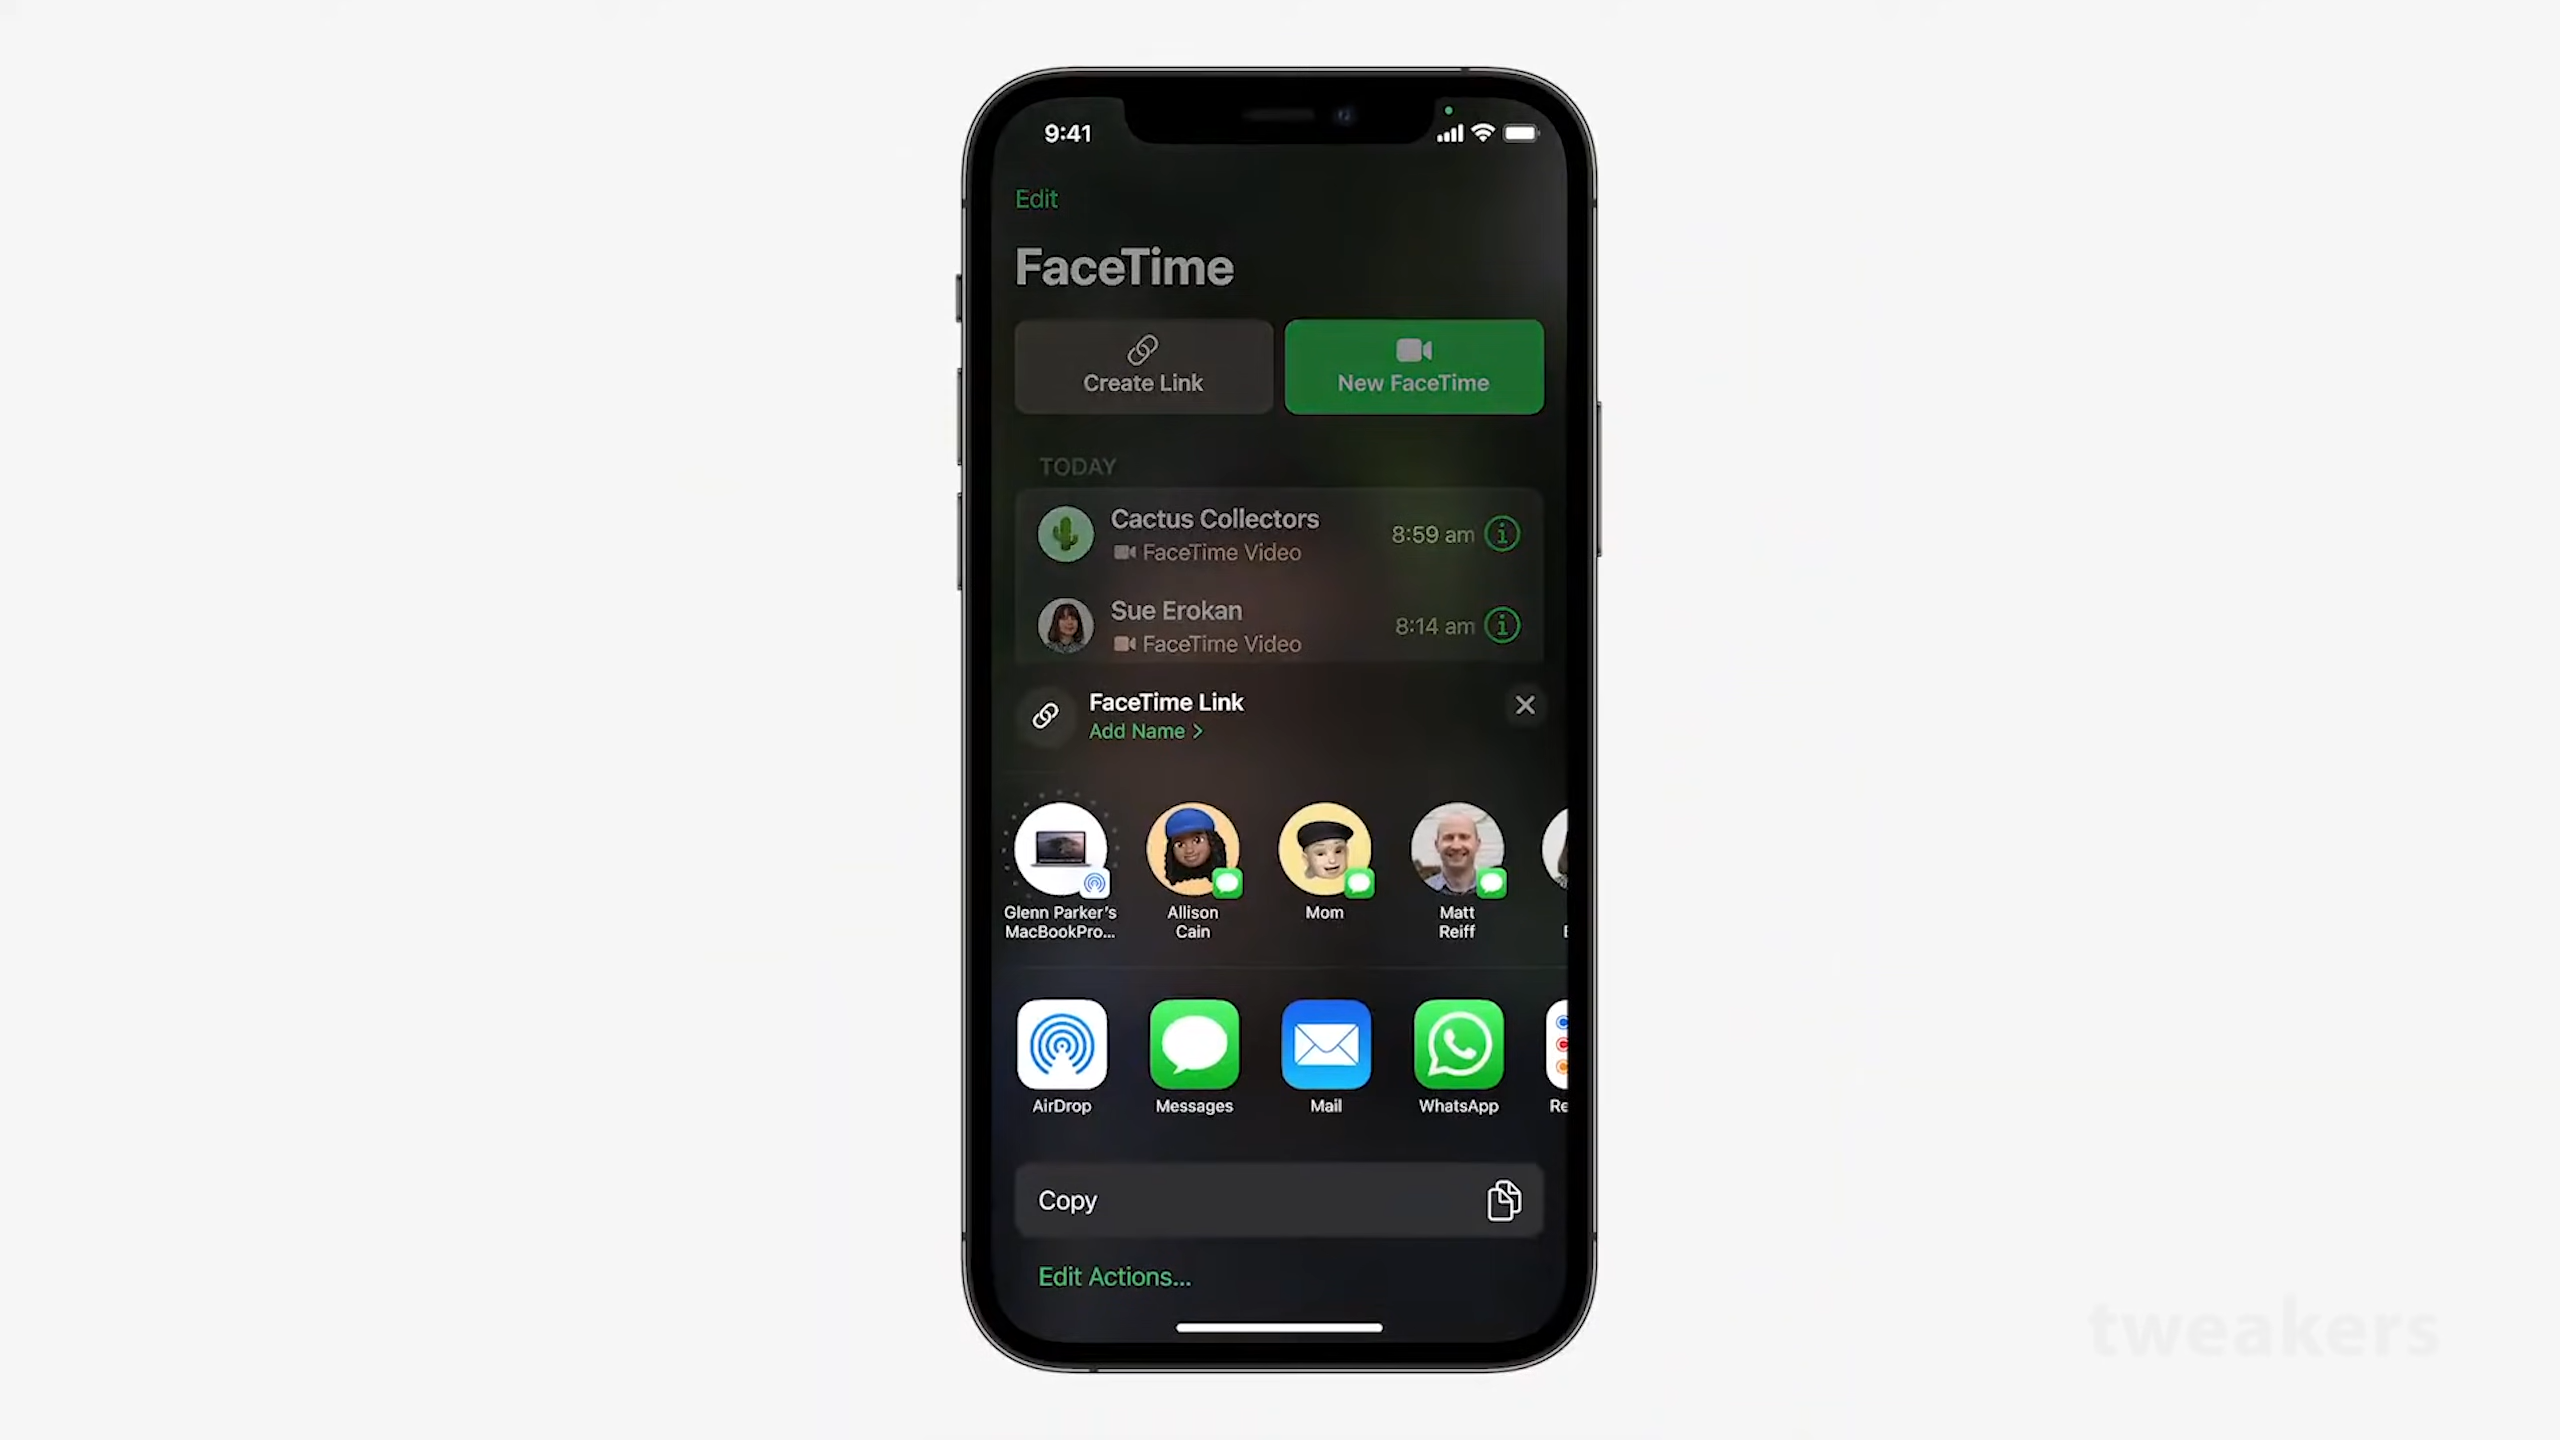 9:41
Edit
FaceTime
Create Link
New FaceTime
TODAY
Cactus Collectors
8:59 am
FaceTime Video
Sue Erokan
8:14 am
FaceTime Video
FaceTime Link
Add Name >
Glenn Parker's
MacBookPro...
Allison
Cain
Mom
Matt
Reiff
AirDrop
Messages
Mail
WhatsApp
Re
Copy
Edit Actions...
tweakers